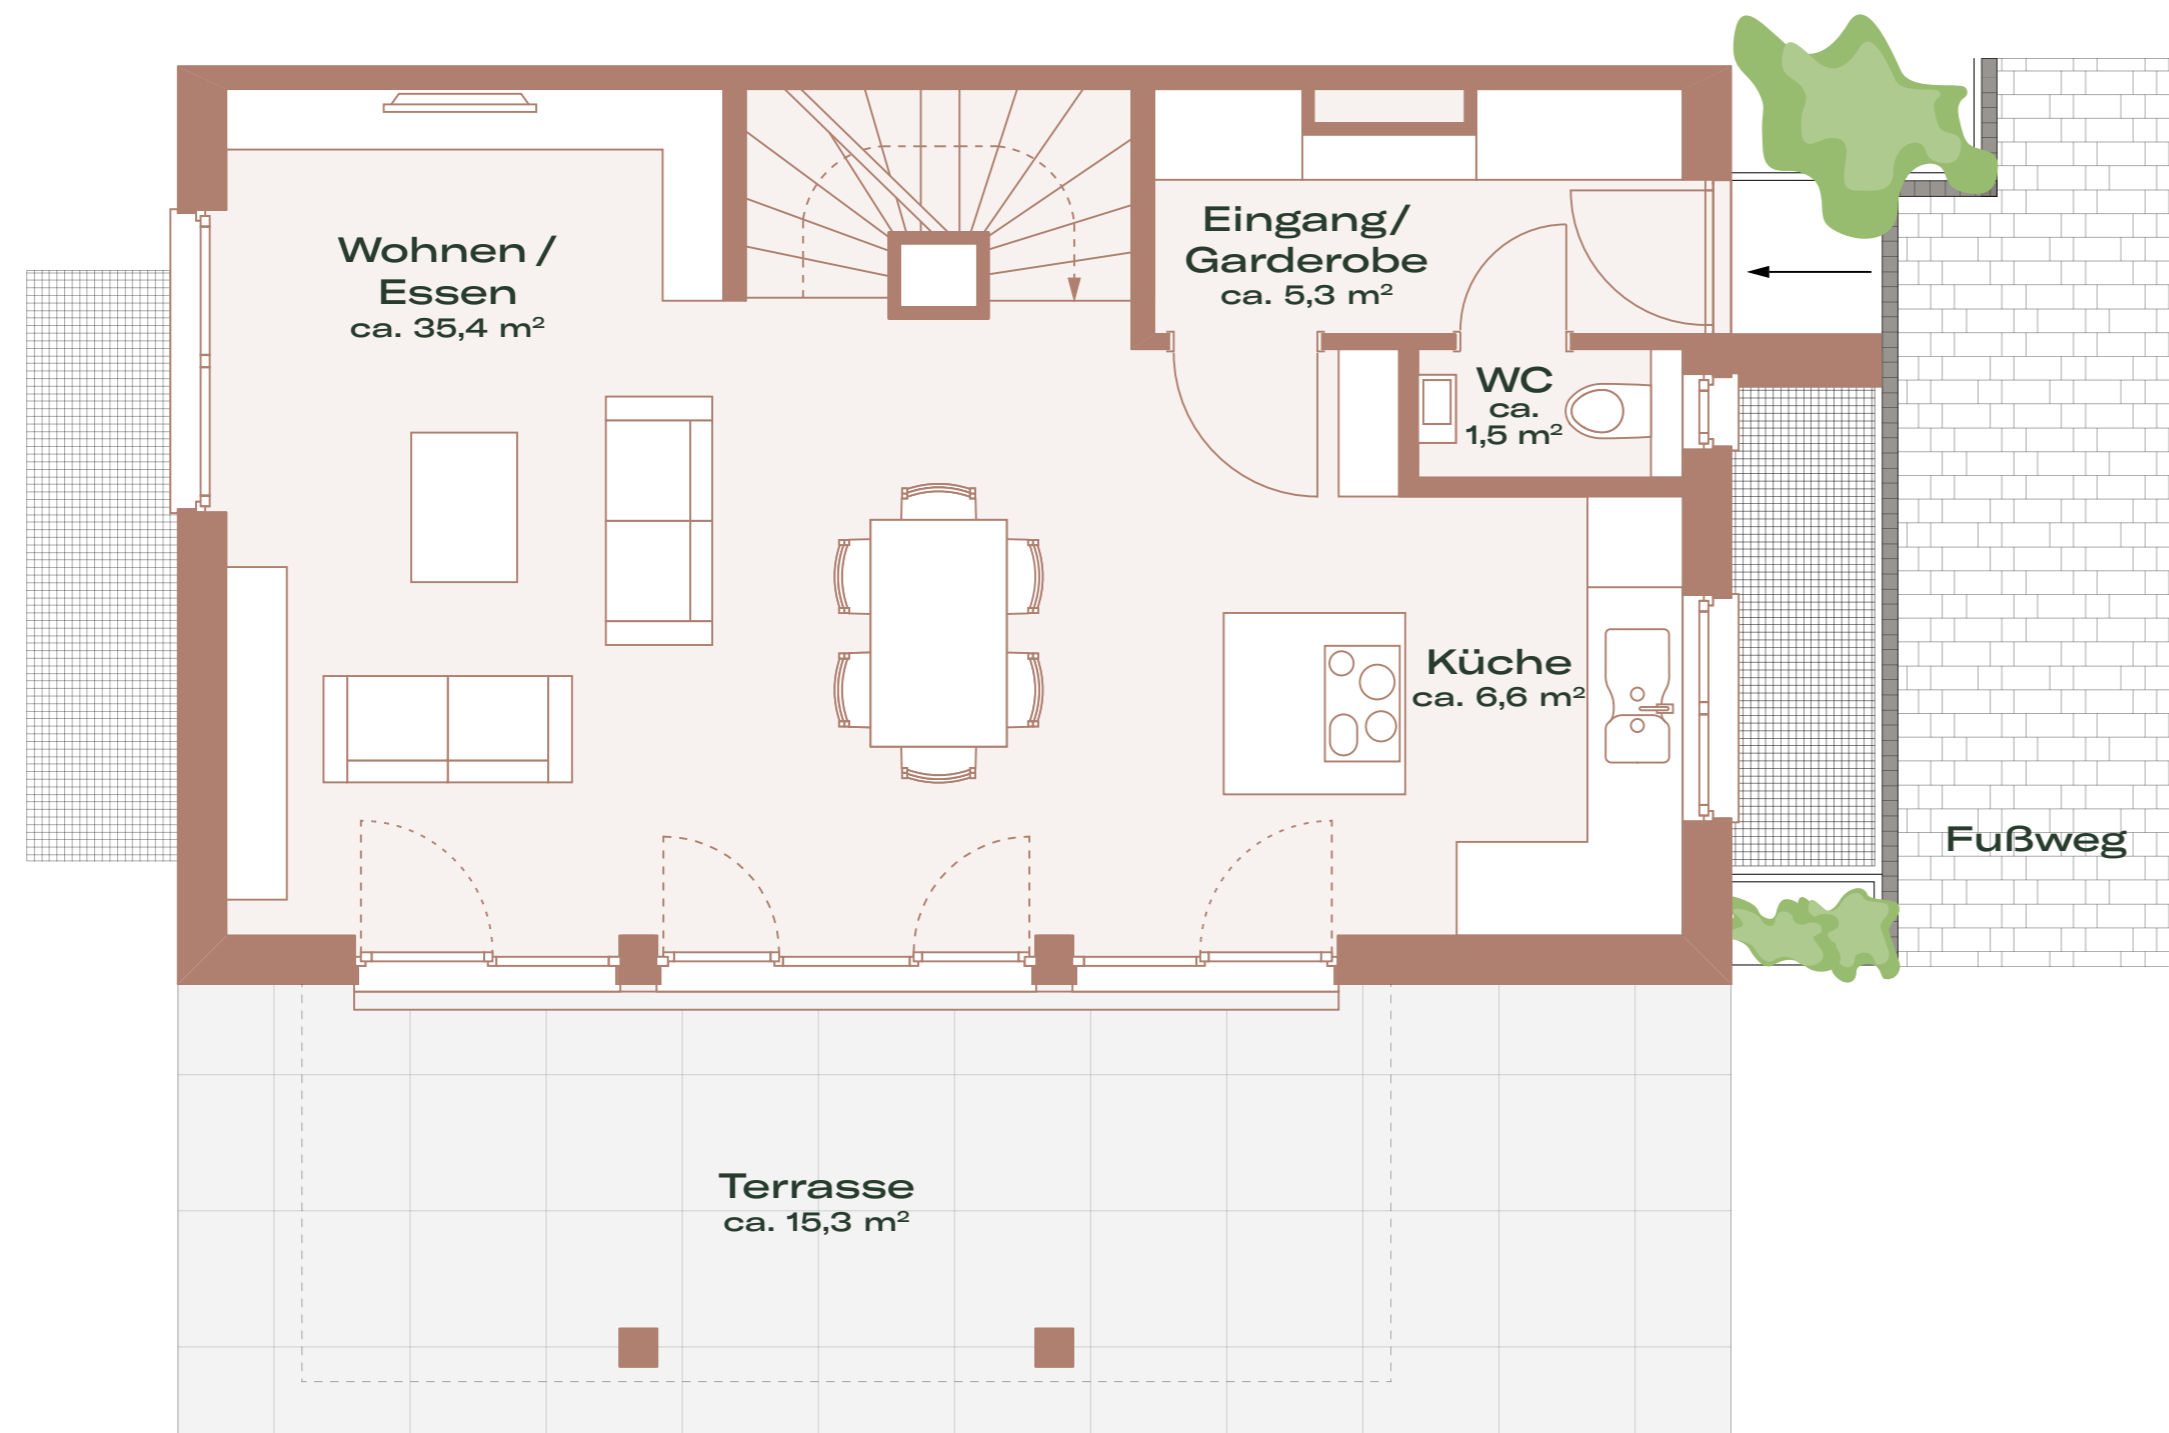 Wohnen /
Essen
ca. 35,4 m²
Eingang/
Garderobe
ca. 5,3 m²
WC
ca.
1,5 m²
Küche
ca. 6,6 m²
Fußweg
Terrasse
ca. 15,3 m²